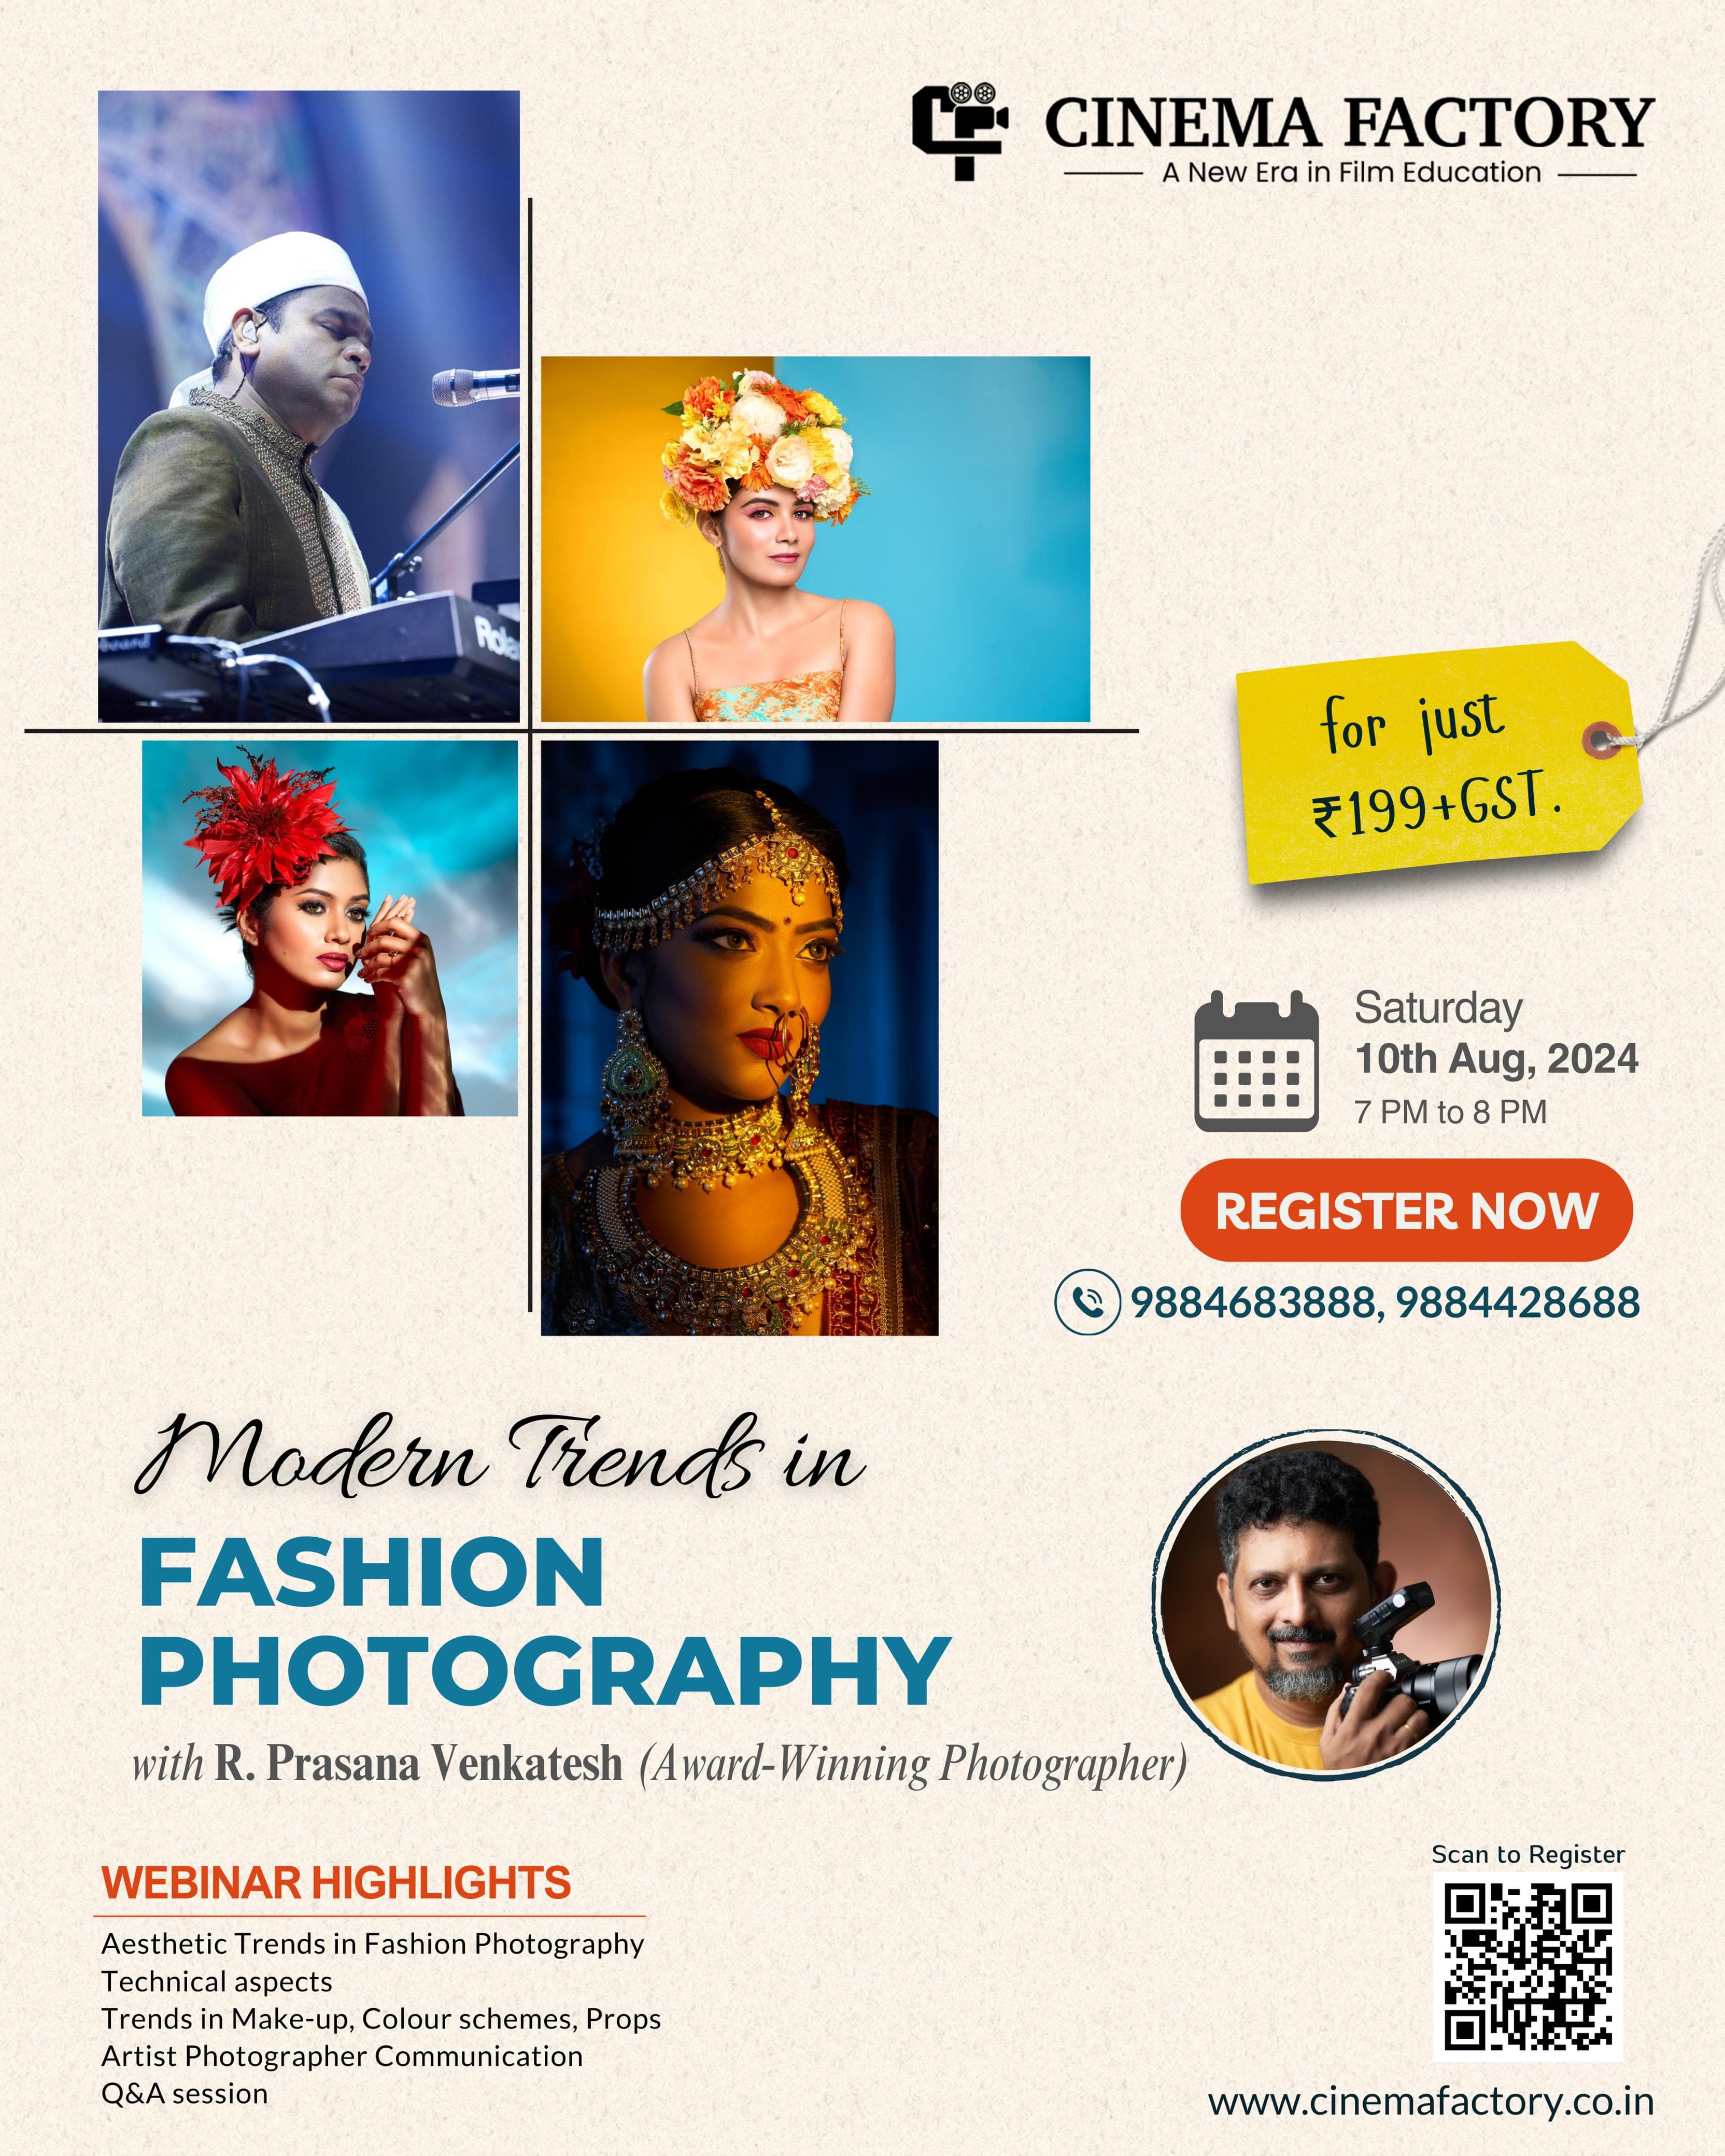 CINEMA FACTORY
A New Era in Film Education
for just
₹199+GST.
Saturday
10th Aug, 2024
7 PM to 8 PM
REGISTER NOW
9884683888, 9884428688
Modern Trends in
FASHION
PHOTOGRAPHY
with R. Prasana Venkatesh (Award-Winning Photographer)
WEBINAR HIGHLIGHTS
Aesthetic Trends in Fashion Photography
Technical aspects
Trends in Make-up, Colour schemes, Props
Artist Photographer Communication
Q&A session
Scan to Register
www.cinemafactory.co.in